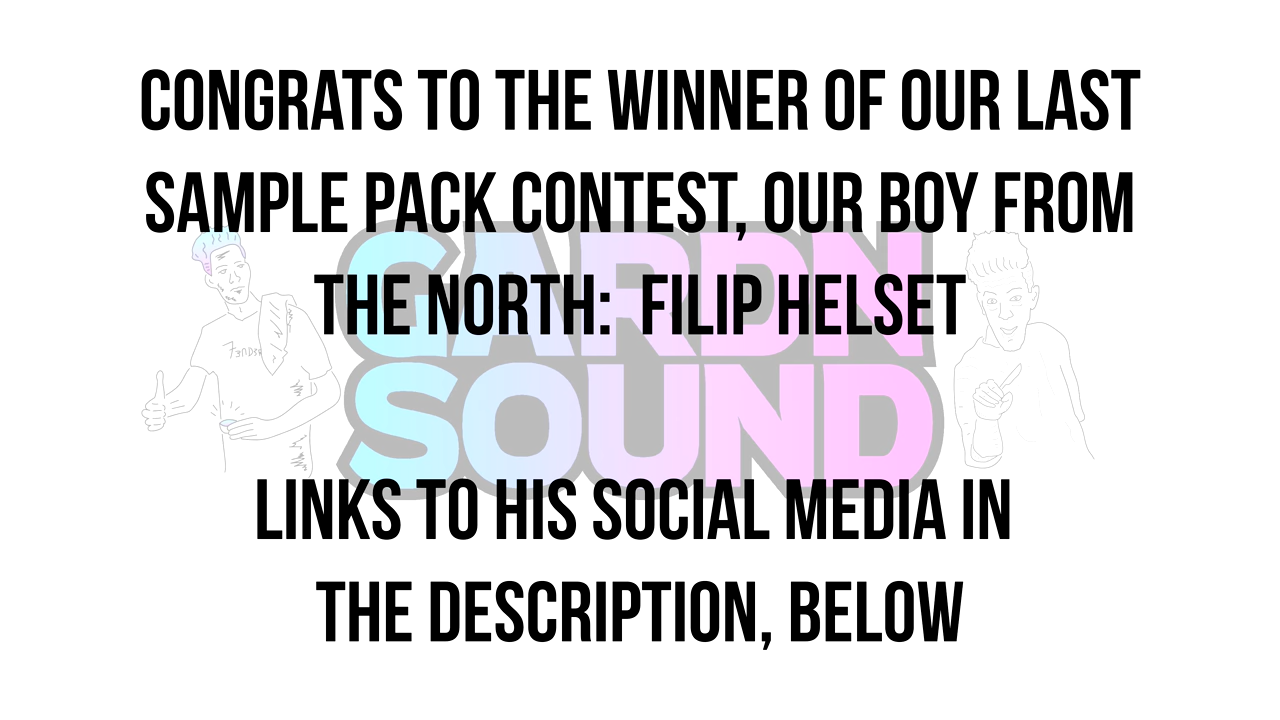 CONGRATS TO THE WINNER OF OUR LAST
SAMPLE PACK CONTEST, OUR BOY FROM
THE NORTH: FILIP HELSET
GARDN
SOUND
LINKS TO HIS SOCIAL MEDIA IN
THE DESCRIPTION, BELOW